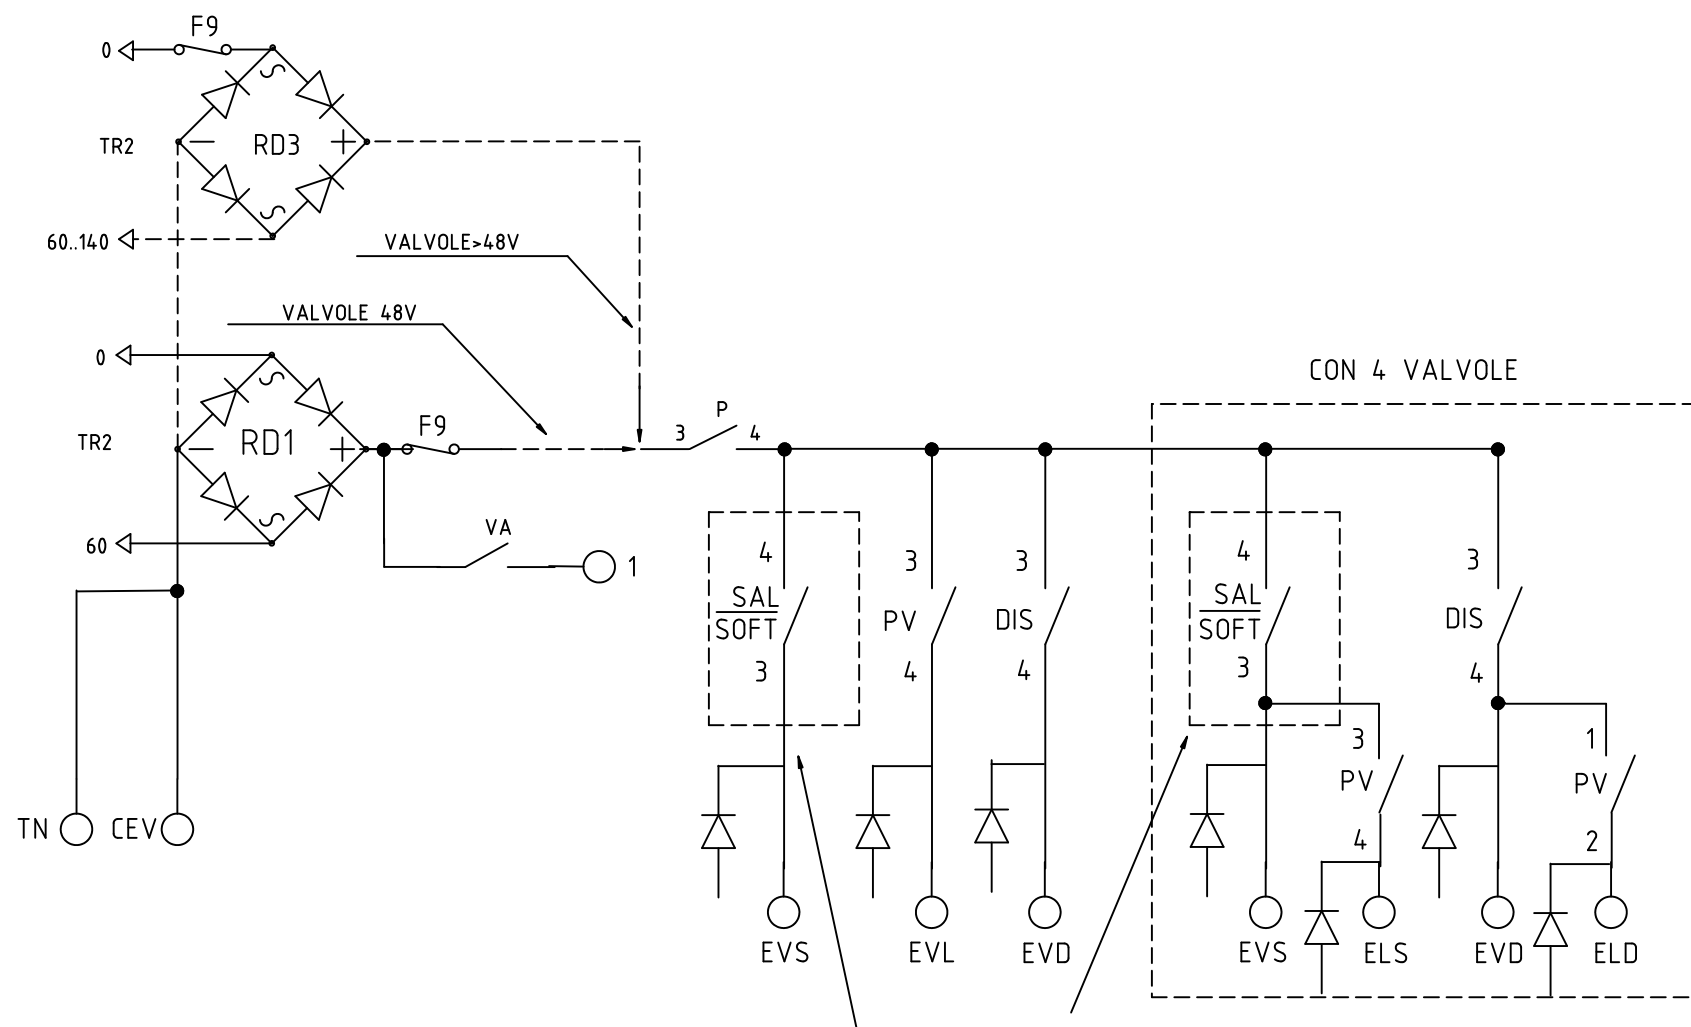 F9
0
TR2
RD3
60..140
VALVOLE>48V
VALVOLE 48V
0
CON 4 VALVOLE
TR2
RD1
F9
3 P 4
60
VA
1
4
SAL
SOFT
3
3
PV
4
3
DIS
4
4
SAL
SOFT
3
3
DIS
4
3
PV
4
1
PV
2
TN
CEV
EVS
EVL
EVD
EVS
ELS
EVD
ELD